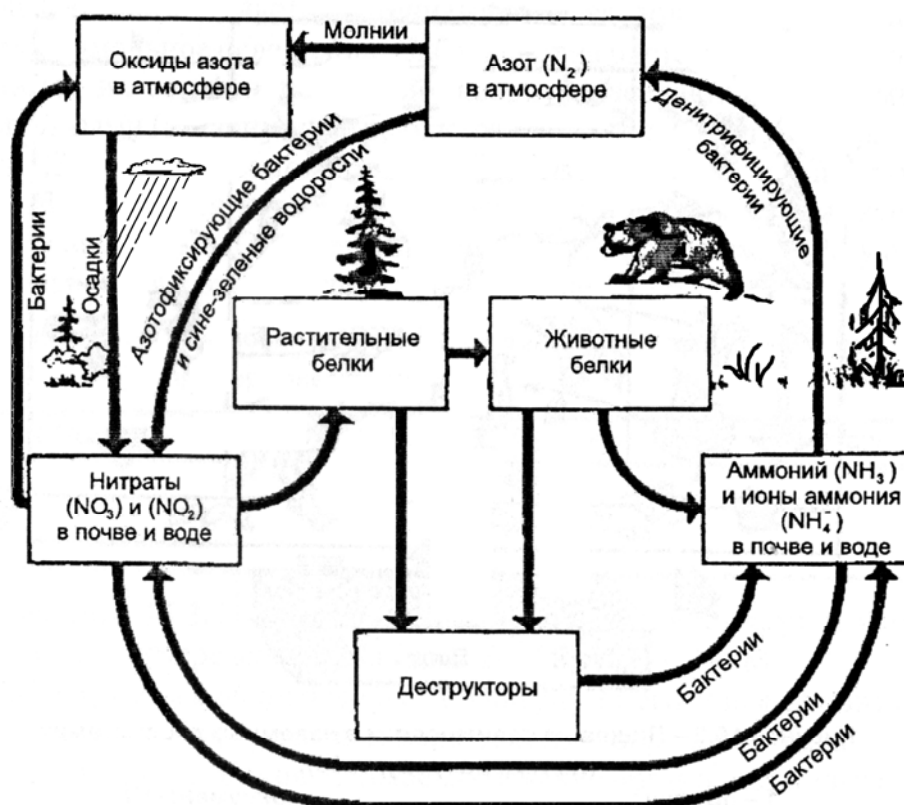 Молнии
Оксиды азота
в атмосфере
Азот (N₂)
в атмосфере
Денитрифицирующие
бактерии
Азотофиксирующие бактерии
и сине-зеленые водоросли
Бактерии
Осадки
Растительные
белки
Животные
белки
Нитраты
(NO₃) и (NO₂)
в почве и воде
Аммоний (NH₃)
и ионы аммония
(NH₄⁻)
в почве и воде
Деструкторы
Бактерии
Бактерии
Бактерии